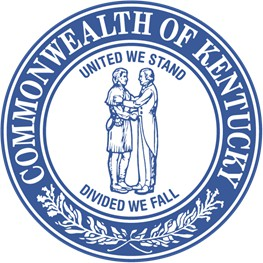 COMMONWEALTH OF KENTUCKY
UNITED WE STAND
DIVIDED WE FALL